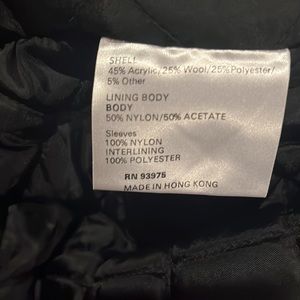 SHELL
45% Acrylic/25% Wool/25%Polyester/
5% Other
LINING BODY
BODY
50% NYLON/50% ACETATE
Sleeves
100% NYLON
INTERLINING
100% POLYESTER
RN 93975
MADE IN HONG KONG